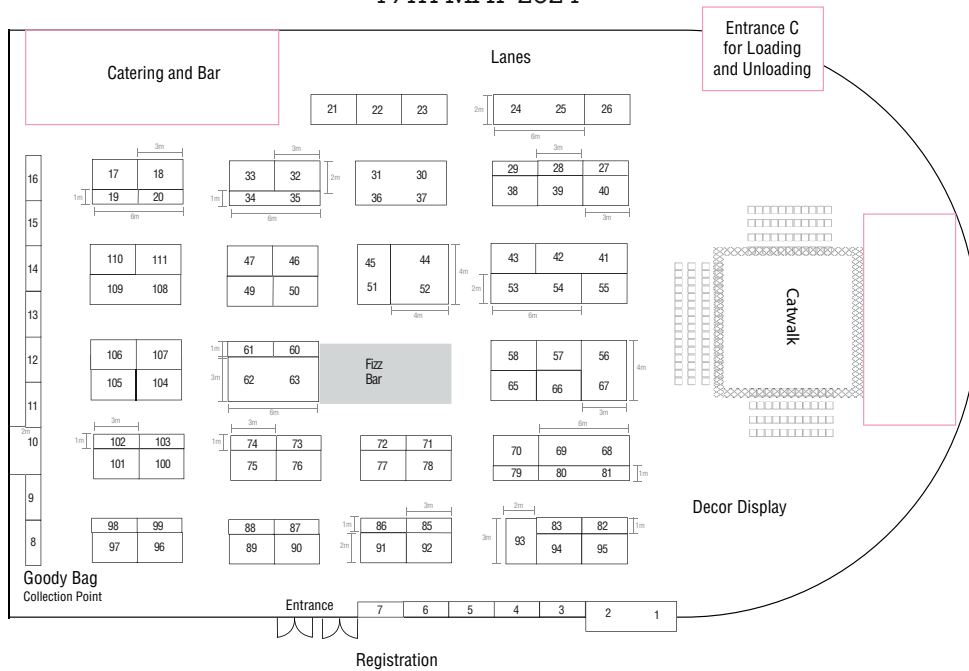 Entrance C
for Loading
and Unloading
Lanes
Catering and Bar
21 22 23
2m 24 25 26
6m
3m 3m 3m
16 17 18 33 32 2m 31 30 29 28 27
1m 19 20 1m 34 35 36 37 38 39 40
6m 6m 3m
15
14 110 111 47 46 45 44 4m 43 42 41
109 108 49 50 51 52 2m 53 54 55
4m 6m
13
Catwalk
12 106 107 1m 61 60 58 57 56 4m
105 104 3m 62 63 65 66 67
Fizz
Bar
6m 3m
11
3m 3m 6m
2m
10 1m 102 103 1m 74 73 72 71 70 69 68
101 100 75 76 77 78 79 80 81 1m
9
Decor Display
3m 2m
98 99 88 87 1m 86 85 3m 93 83 82 1m
8 97 96 89 90 2m 91 92 94 95
Goody Bag
Collection Point
Entrance
7 6 5 4 3 2 1
Registration